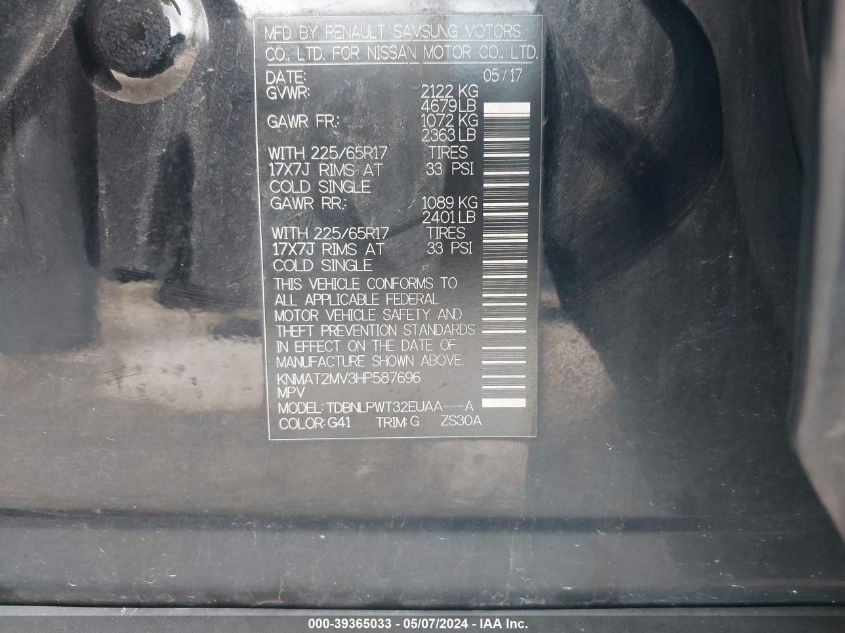 MFD BY RENAULT SAMSUNG MOTORS
CO., LTD. FOR NISSAN MOTOR CO., LTD.
DATE: 05/17
GVWR: 2122 KG
4679LB
GAWR FR.: 1072 KG
2363 LB
WITH 225/65R17 TIRES
17X7J RIMS AT 33 PSI
COLD SINGLE
GAWR RR.: 1089 KG
2401 LB
WITH 225/65R17 TIRES
17X7J RIMS AT 33 PSI
COLD SINGLE
THIS VEHICLE CONFORMS TO
ALL APPLICABLE FEDERAL
MOTOR VEHICLE SAFETY AND
THEFT PREVENTION STANDARDS
IN EFFECT ON THE DATE OF
MANUFACTURE SHOWN ABOVE.
KNMAT2MV3HP587696
MPV
MODEL: TDBNLPWT32EUAA---A
COLOR: G41 TRIM: G ZS30A
000-39365033 - 05/07/2024 - IAA Inc.